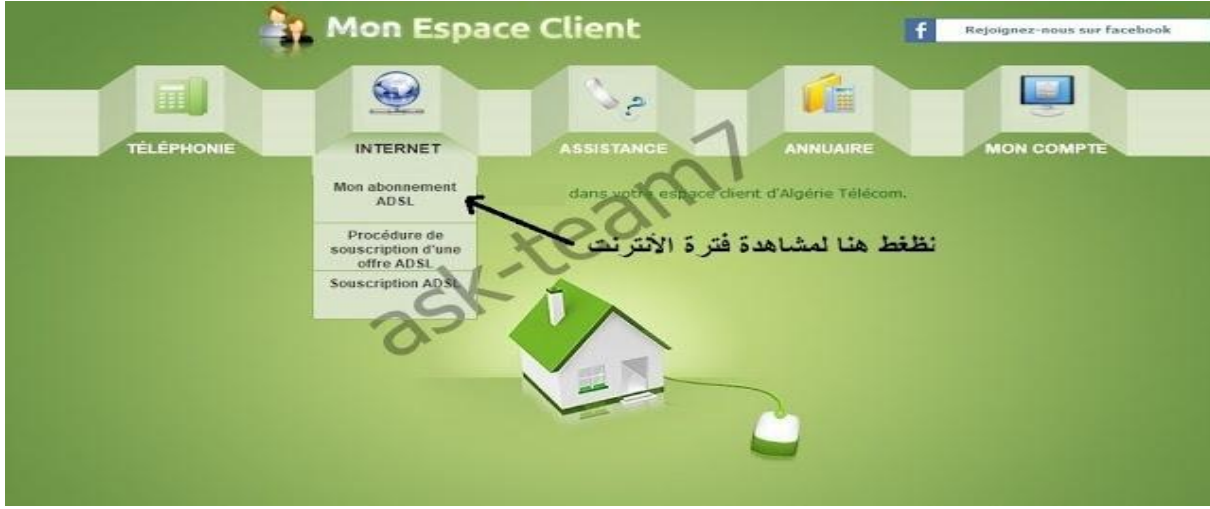 Mon Espace Client
f Rejoignez-nous sur facebook
TÉLÉPHONIE INTERNET ASSISTANCE ANNUAIRE MON COMPTE
Mon abonnement
ADSL
dans votre espace client d'Algérie Télécom.
نظغط هنا لمشاهدة فترة الأنترنت
Procédure de
souscription d'une
offre ADSL
Souscription ADSL
ask-team7